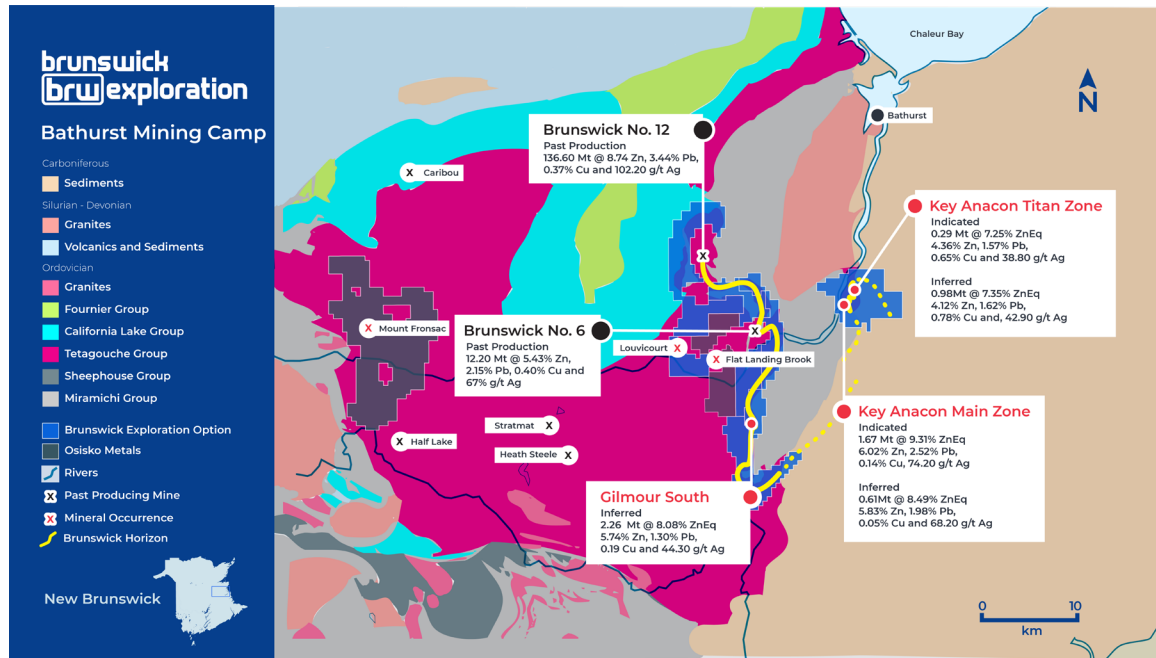 brunswick
brw exploration
Bathurst Mining Camp
Carboniferous
Sediments
Silurian - Devonian
Granites
Volcanics and Sediments
Ordovician
Granites
Fournier Group
California Lake Group
Tetagouche Group
Sheephouse Group
Miramichi Group
Brunswick Exploration Option
Osisko Metals
Rivers
X Past Producing Mine
X Mineral Occurrence
Brunswick Horizon
New Brunswick
Chaleur Bay
N
Bathurst
Brunswick No. 12
Past Production
136.60 Mt @ 8.74 Zn, 3.44% Pb,
0.37% Cu and 102.20 g/t Ag
X Caribou
X
Key Anacon Titan Zone
Indicated
0.29 Mt @ 7.25% ZnEq
4.36% Zn, 1.57% Pb,
0.65% Cu and 38.80 g/t Ag
Inferred
0.98Mt @ 7.35% ZnEq
4.12% Zn, 1.62% Pb,
0.78% Cu and, 42.90 g/t Ag
X Mount Fronsac
Brunswick No. 6
Past Production
12.20 Mt @ 5.43% Zn,
2.15% Pb, 0.40% Cu and
67% g/t Ag
X
Louvicourt X
X Flat Landing Brook
Stratmat X
X Half Lake
Heath Steele X
Key Anacon Main Zone
Indicated
1.67 Mt @ 9.31% ZnEq
6.02% Zn, 2.52% Pb,
0.14% Cu, 74.20 g/t Ag
Inferred
0.61Mt @ 8.49% ZnEq
5.83% Zn, 1.98% Pb,
0.05% Cu and 68.20 g/t Ag
Gilmour South
Inferred
2.26 Mt @ 8.08% ZnEq
5.74% Zn, 1.30% Pb,
0.19 Cu and 44.30 g/t Ag
0 10
km